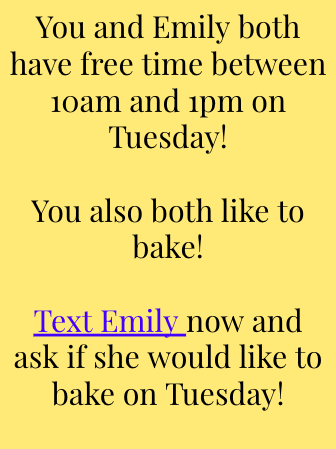 You and Emily both
have free time between
10am and 1pm on
Tuesday!
You also both like to
bake!
Text Emily now and
ask if she would like to
bake on Tuesday!